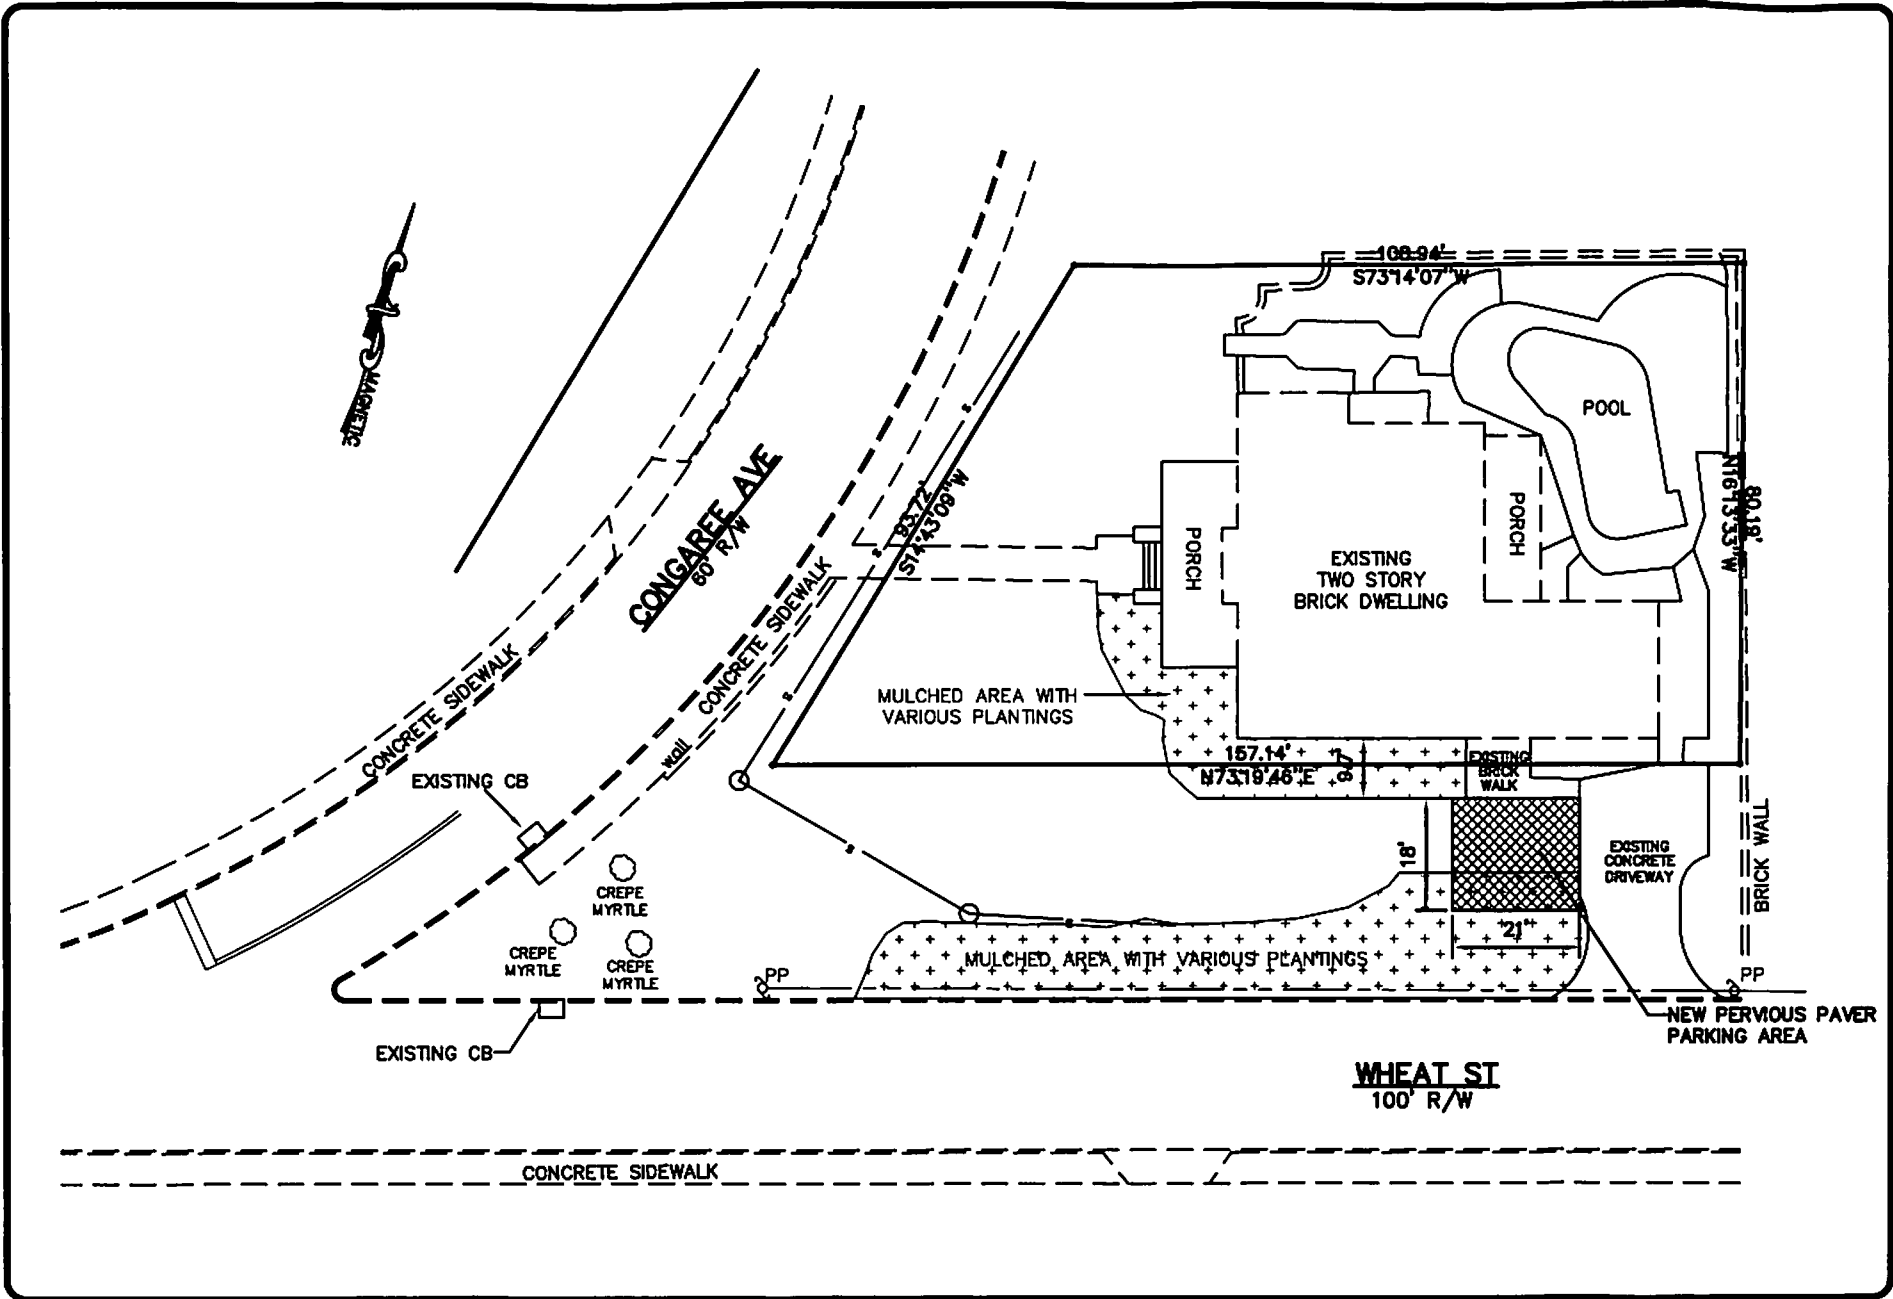 108.94'
S73°14'07"W
MAGNETIC
POOL
CONGAREE AVE
60' R/W
93.72'
S14°43'09"W
80.19'
N16°13'33"W
PORCH
PORCH
EXISTING
TWO STORY
BRICK DWELLING
CONCRETE SIDEWALK
CONCRETE SIDEWALK
wall
MULCHED AREA WITH
VARIOUS PLANTINGS
157.14'
N73°19'46"E
EXISTING
BRICK
WALK
EXISTING CB
18'
EXISTING
CONCRETE
DRIVEWAY
BRICK WALL
CREPE
MYRTLE
CREPE
MYRTLE
CREPE
MYRTLE
21'
MULCHED AREA WITH VARIOUS PLANTINGS
PP
PP
NEW PERVIOUS PAVER
PARKING AREA
EXISTING CB
WHEAT ST
100' R/W
CONCRETE SIDEWALK